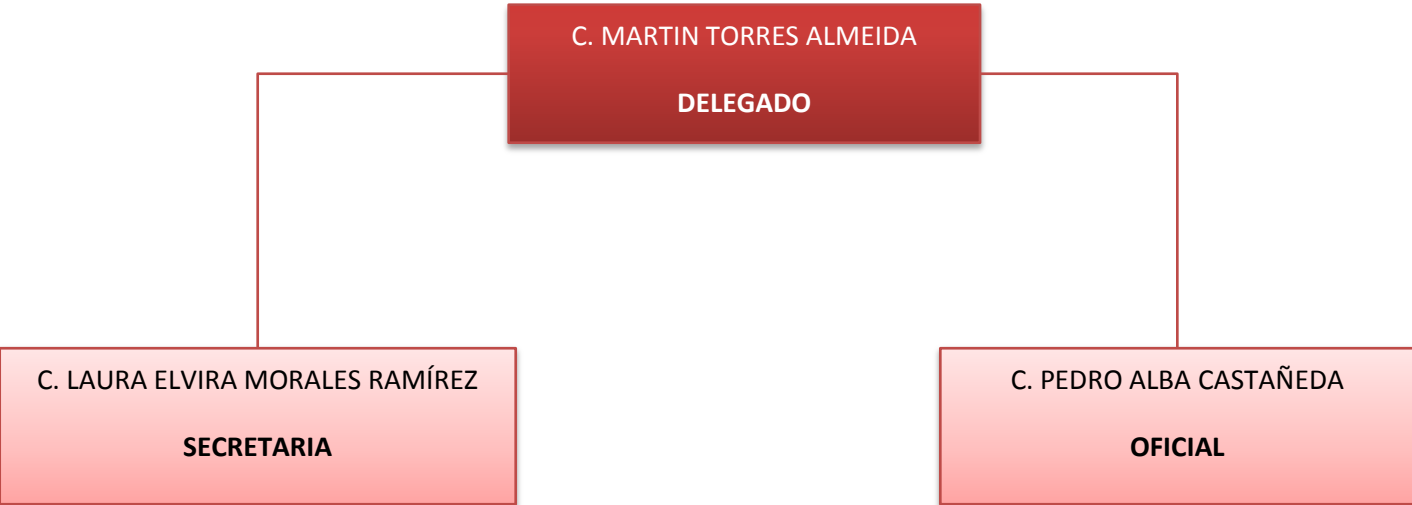 C. MARTIN TORRES ALMEIDA
DELEGADO
C. LAURA ELVIRA MORALES RAMÍREZ
SECRETARIA
C. PEDRO ALBA CASTAÑEDA
OFICIAL